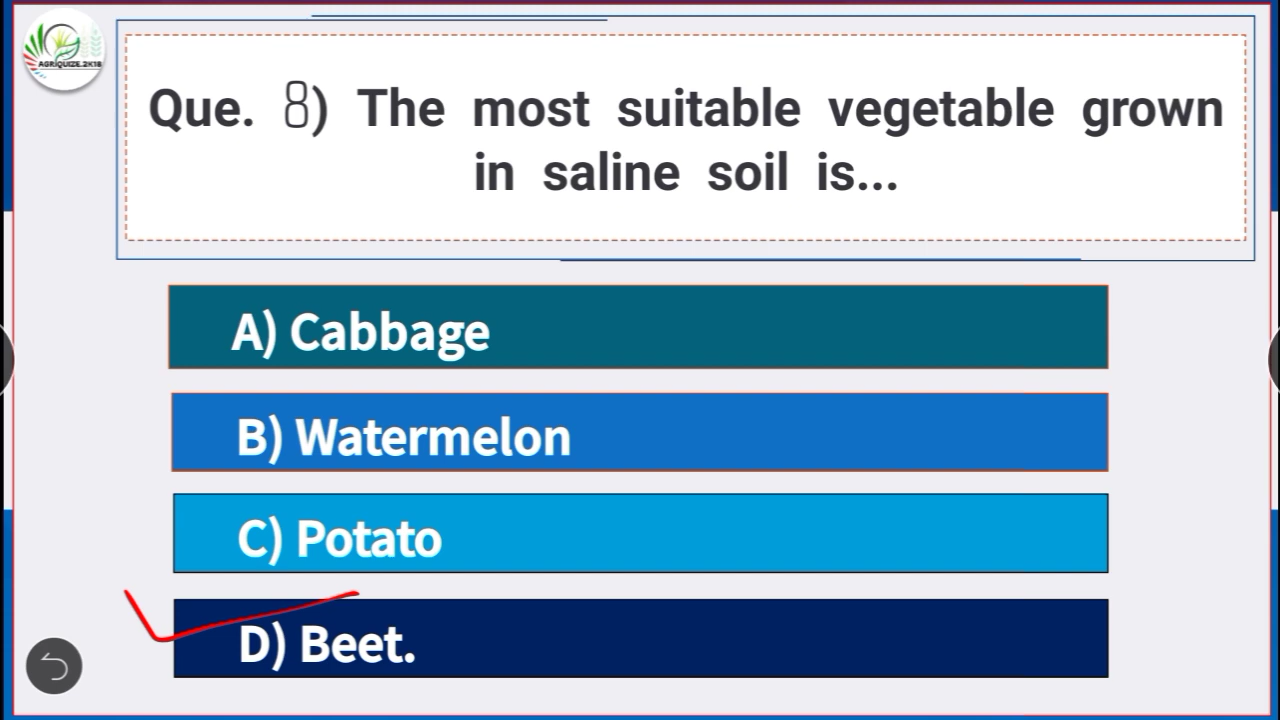 AGRIQUIZE.2K18
Que. 8) The most suitable vegetable grown
in saline soil is...
A) Cabbage
B) Watermelon
C) Potato
D) Beet.